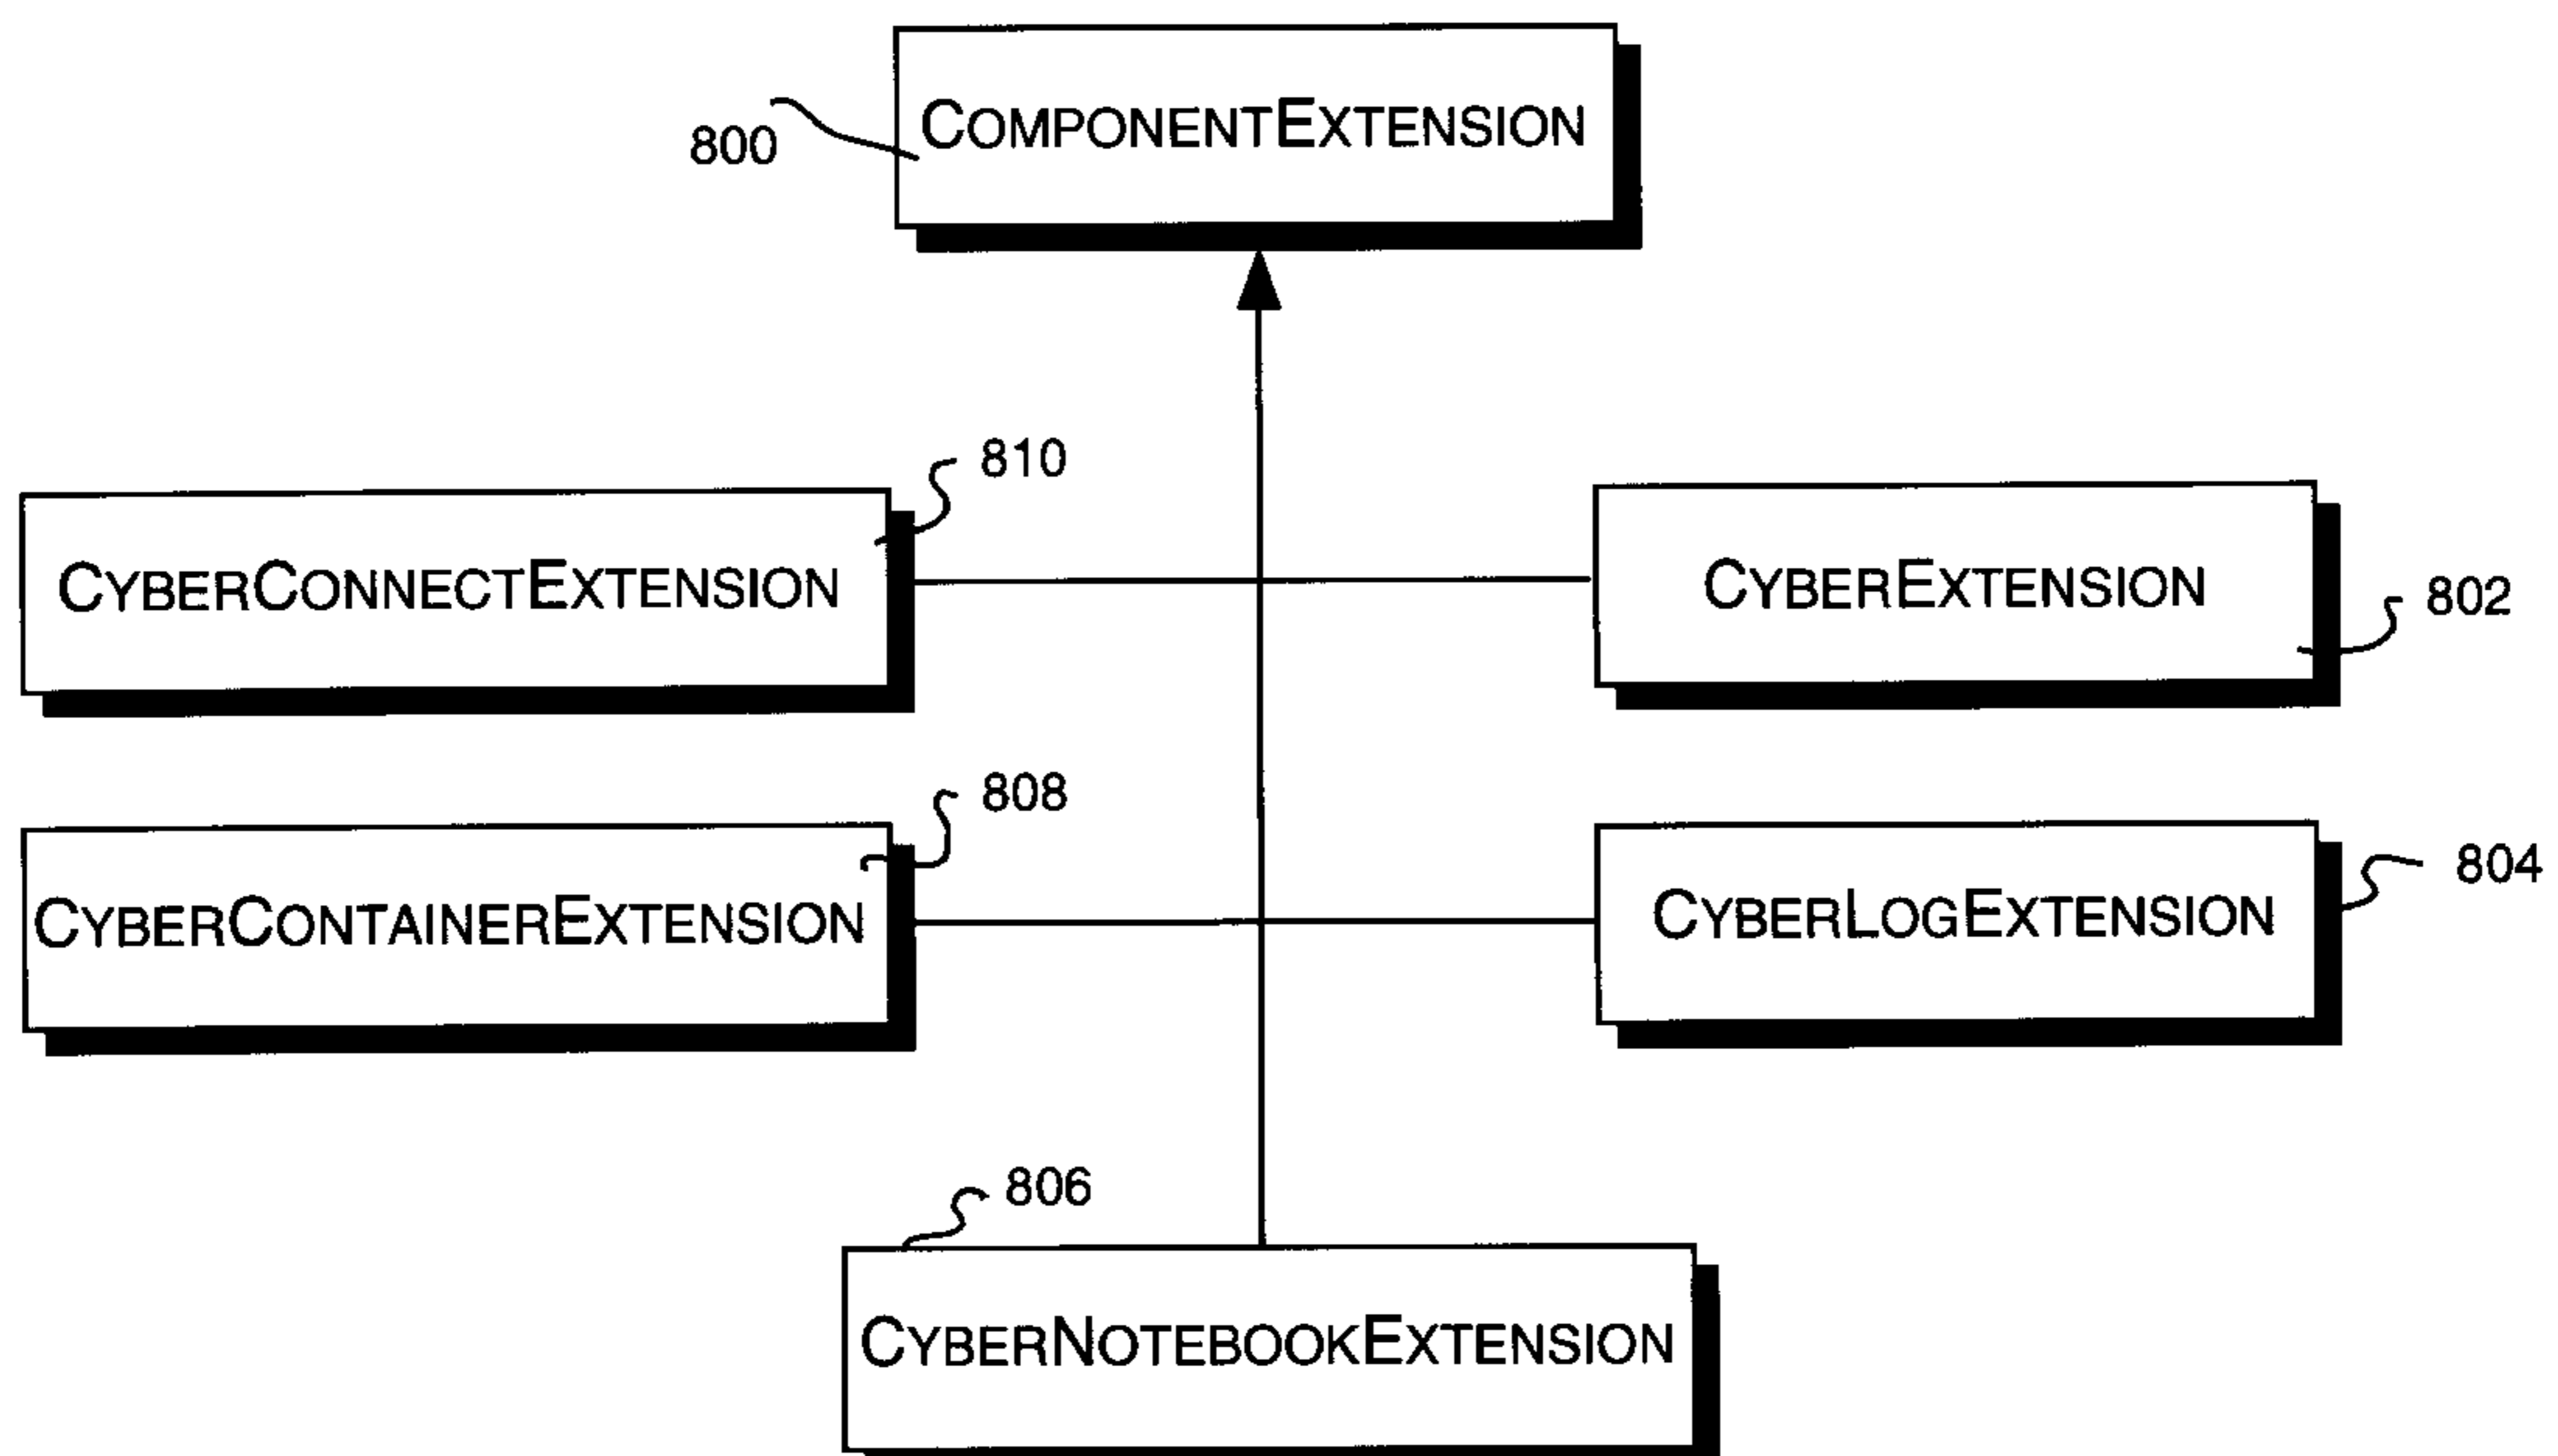 COMPONENTEXTENSION
800
810
CYBERCONNECTEXTENSION
CYBEREXTENSION
802
808
CYBERCONTAINEREXTENSION
CYBERLOGEXTENSION
804
806
CYBERNOTEBOOKEXTENSION